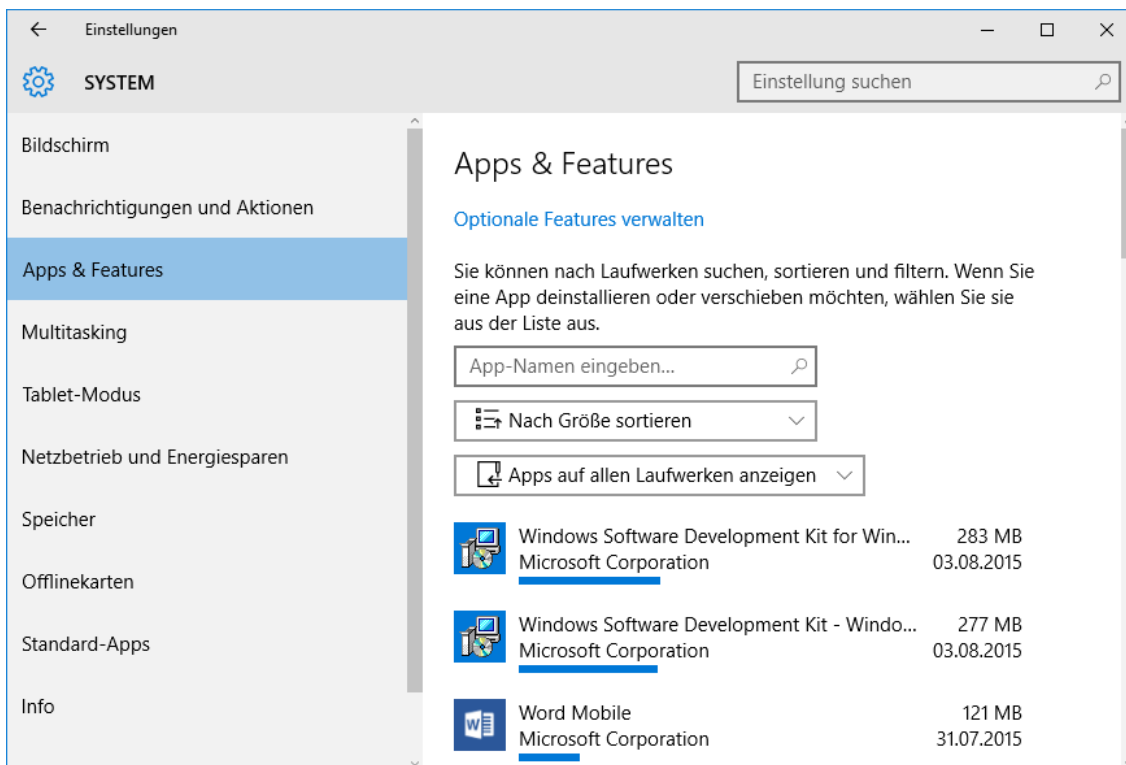 Einstellungen
SYSTEM
Einstellung suchen
Bildschirm
Benachrichtigungen und Aktionen
Apps & Features
Multitasking
Tablet-Modus
Netzbetrieb und Energiesparen
Speicher
Offlinekarten
Standard-Apps
Info
Apps & Features
Optionale Features verwalten
Sie können nach Laufwerken suchen, sortieren und filtern. Wenn Sie
eine App deinstallieren oder verschieben möchten, wählen Sie sie
aus der Liste aus.
App-Namen eingeben...
Nach Größe sortieren
Apps auf allen Laufwerken anzeigen
Windows Software Development Kit for Win... 283 MB
Microsoft Corporation 03.08.2015
Windows Software Development Kit - Windo... 277 MB
Microsoft Corporation 03.08.2015
Word Mobile 121 MB
Microsoft Corporation 31.07.2015